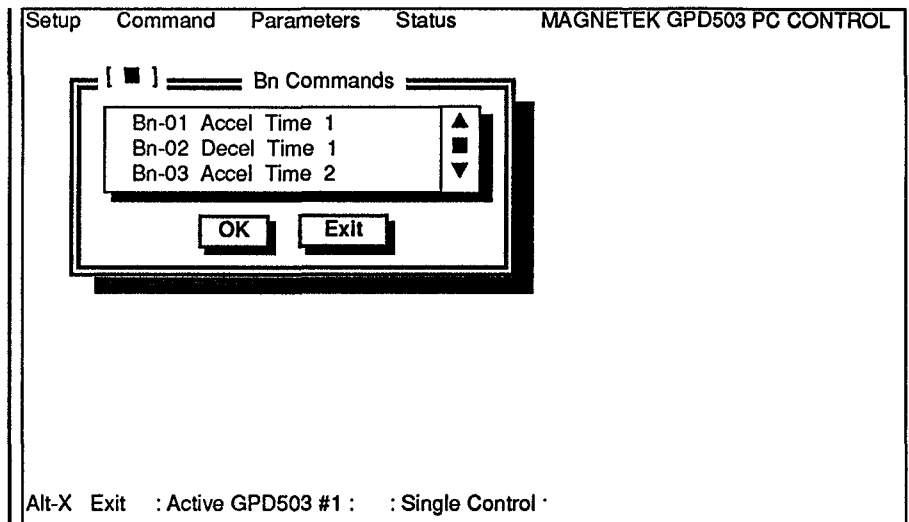 Setup Command Parameters Status MAGNETEK GPD503 PC CONTROL
[ ■ ] Bn Commands
Bn-01 Accel Time 1
Bn-02 Decel Time 1
Bn-03 Accel Time 2
OK Exit
Alt-X Exit : Active GPD503 #1 : : Single Control